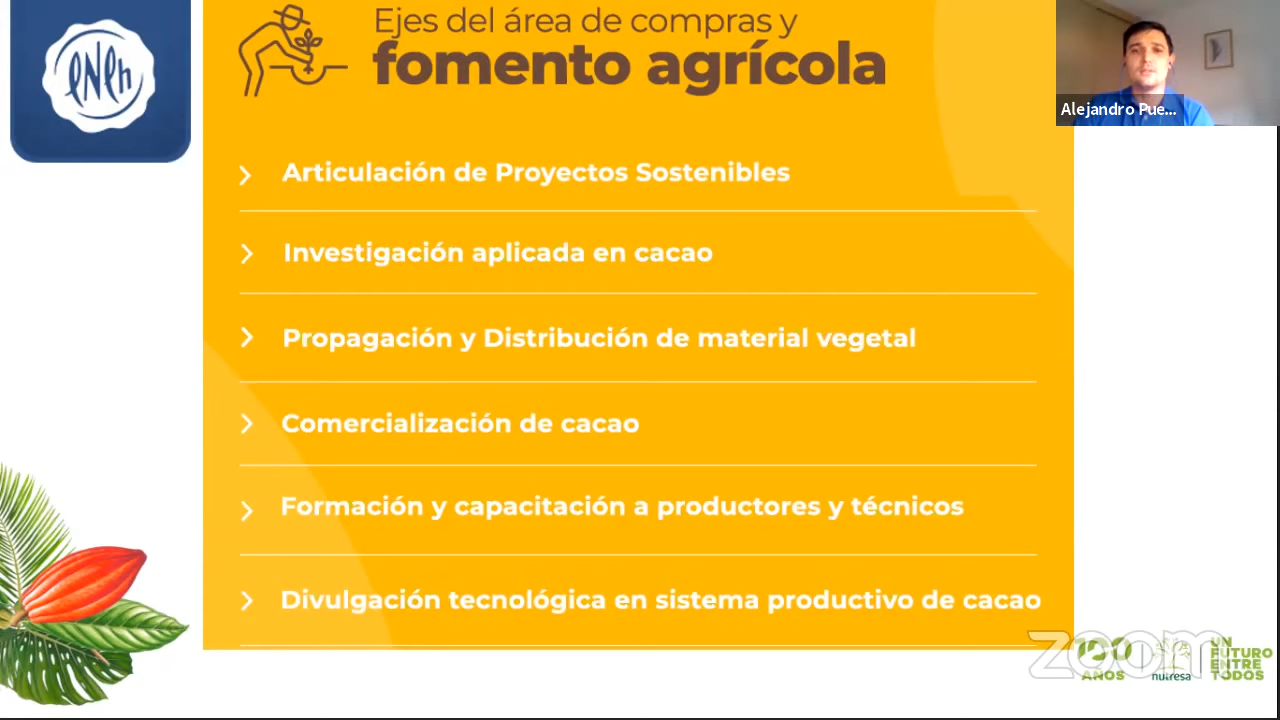 Ejes del área de compras y
fomento agrícola
Alejandro Pue...
Articulación de Proyectos Sostenibles
Investigación aplicada en cacao
Propagación y Distribución de material vegetal
Comercialización de cacao
Formación y capacitación a productores y técnicos
Divulgación tecnológica en sistema productivo de cacao
zoom
100
AÑOS
nutresa
UN
FUTURO
ENTRE
TODOS